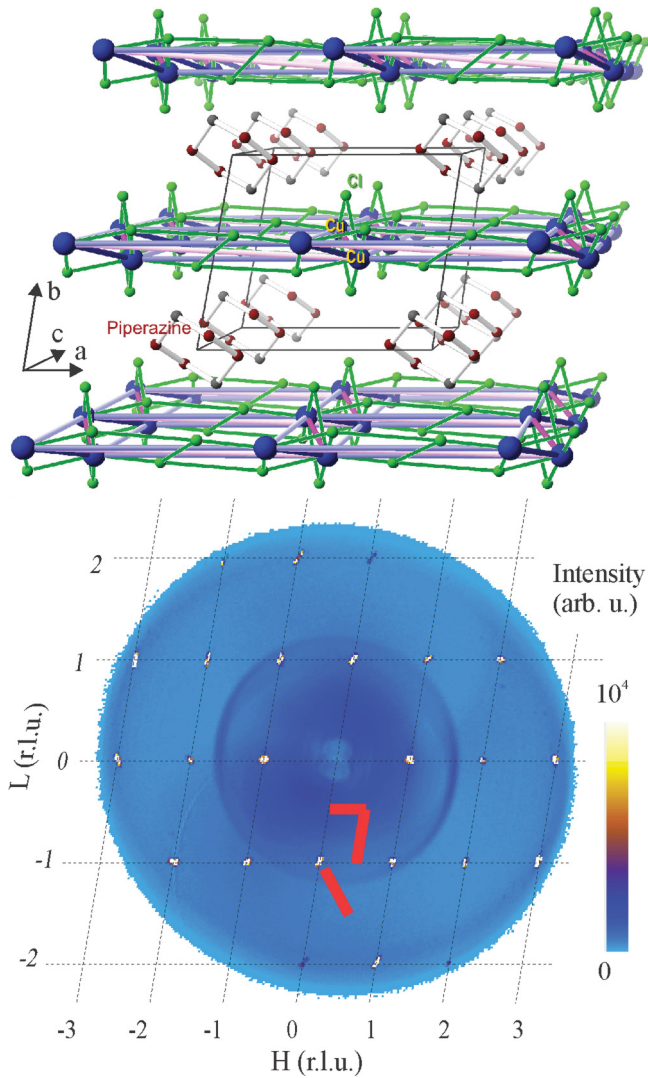 Cl
Cu
Cu
b
c
a
Piperazine
Intensity
(arb. u.)
10⁴
0
L (r.l.u.)
2
1
0
-1
-2
-3 -2 -1 0 1 2 3
H (r.l.u.)